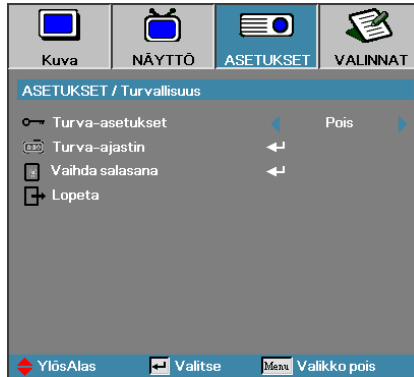 Kuva NÄYTTÖ ASETUKSET VALINNAT
ASETUKSET / Turvallisuus
Turva-asetukset Pois
Turva-ajastin
Vaihda salasana
Lopeta
YlösAlas Valitse Menu Valikko pois